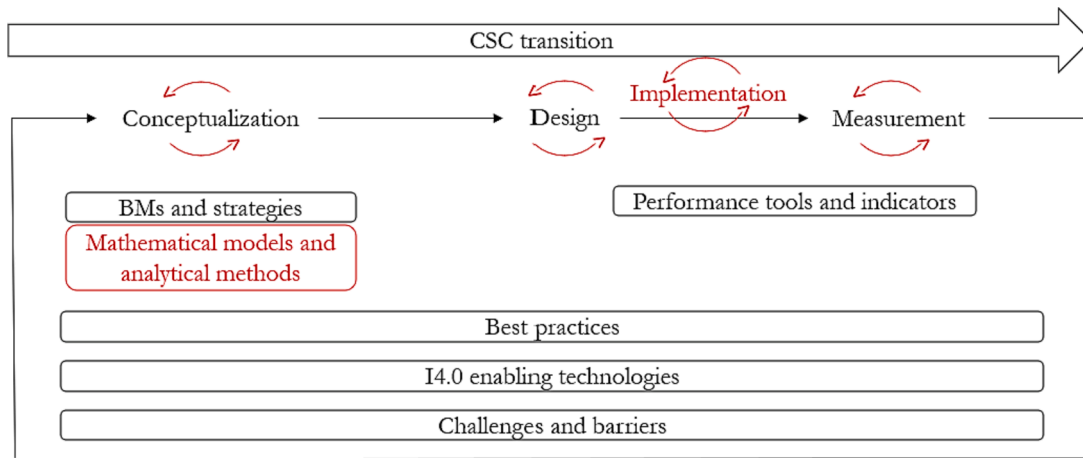 CSC transition
Implementation
Conceptualization
Design
Measurement
BMs and strategies
Performance tools and indicators
Mathematical models and
analytical methods
Best practices
I4.0 enabling technologies
Challenges and barriers